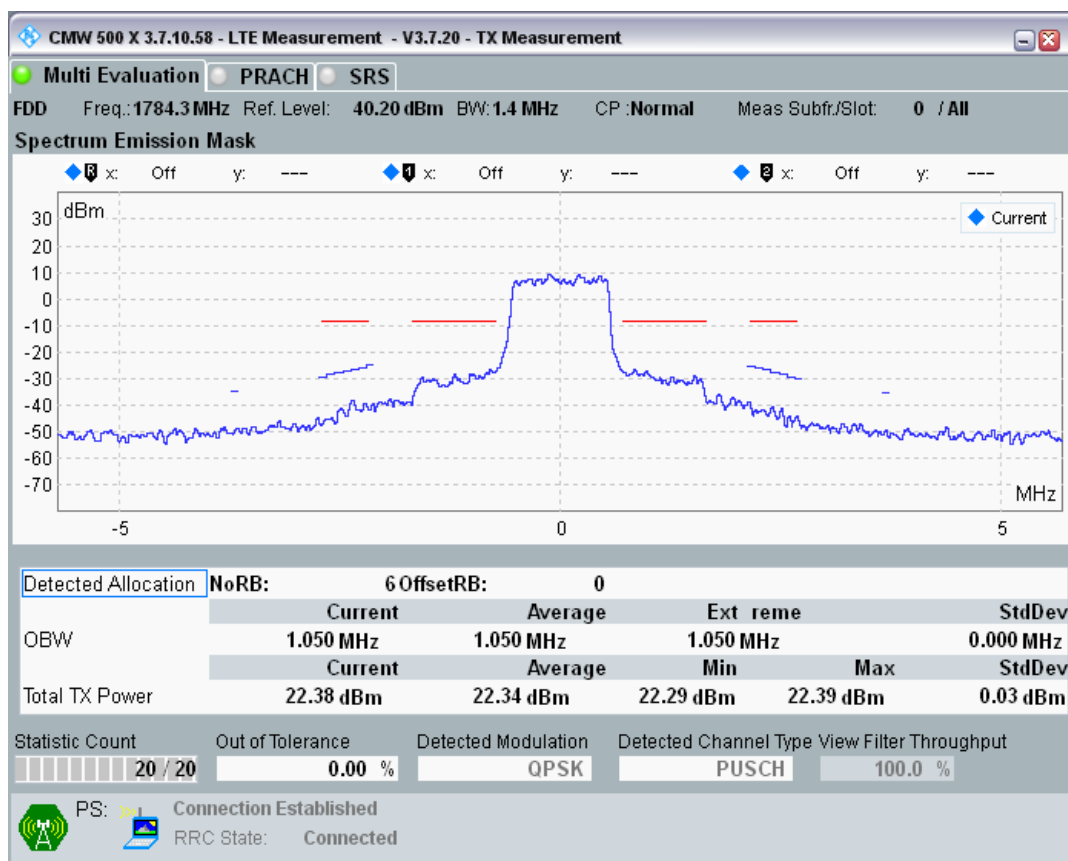 CMW 500 X 3.7.10.58 - LTE Measurement - V3.7.20 - TX Measurement
Multi Evaluation PRACH SRS
FDD Freq.: 1784.3 MHz Ref. Level: 40.20 dBm BW: 1.4 MHz CP :Normal Meas Subfr./Slot: 0 / All
Spectrum Emission Mask
R x: Off y: --- 1 x: Off y: --- 2 x: Off y: ---
dBm
Current
30
20
10
0
-10
-20
-30
-40
-50
-60
-70
MHz
-5 0 5
Detected Allocation NoRB: 6 OffsetRB: 0
Current Average Ext reme StdDev
OBW 1.050 MHz 1.050 MHz 1.050 MHz 0.000 MHz
Current Average Min Max StdDev
Total TX Power 22.38 dBm 22.34 dBm 22.29 dBm 22.39 dBm 0.03 dBm
Statistic Count Out of Tolerance Detected Modulation Detected Channel Type View Filter Throughput
20 / 20 0.00 % QPSK PUSCH 100.0 %
PS: Connection Established
RRC State: Connected